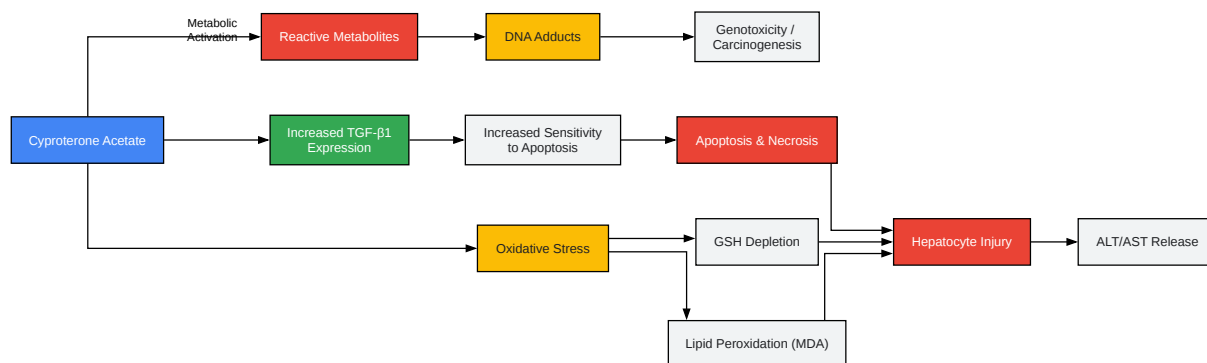 Metabolic
Activation
Reactive Metabolites
DNA Adducts
Genotoxicity /
Carcinogenesis
Cyproterone Acetate
Increased TGF-β1
Expression
Increased Sensitivity
to Apoptosis
Apoptosis & Necrosis
Oxidative Stress
GSH Depletion
Hepatocyte Injury
ALT/AST Release
Lipid Peroxidation (MDA)